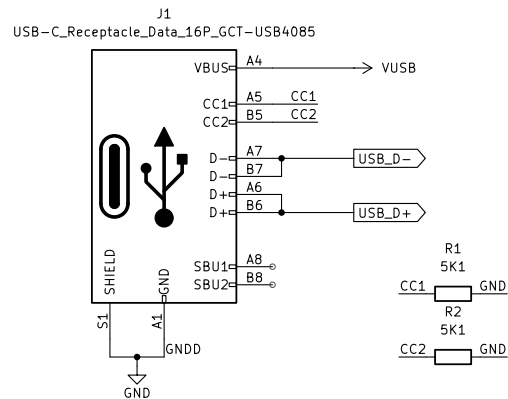 J1
USB-C_Receptacle_Data_16P_GCT-USB4085
VBUS A4 VUSB
CC1 A5 CC1
CC2 B5 CC2
D- A7 USB_D-
D- B7
D+ A6
D+ B6 USB_D+
SBU1 A8
SBU2 B8
SHIELD GND
S1 A1
GNDD
GND
R1
5K1
CC1 GND
R2
5K1
CC2 GND